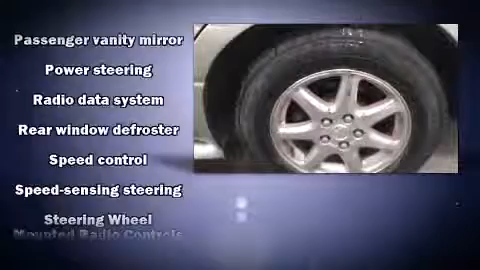 Passenger vanity mirror
Power steering
Radio data system
Rear window defroster
Speed control
Speed-sensing steering
Steering Wheel
Mounted Radio Controls